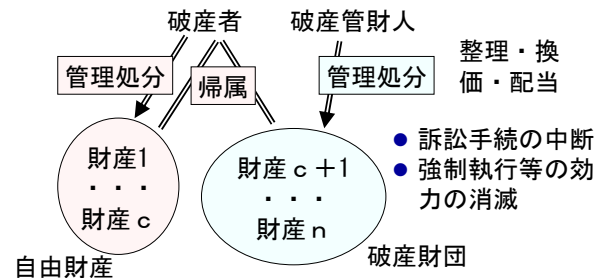 破産者
破産管財人
管理処分
帰属
管理処分
整理・換
価・配当
財産1
・・・
財産ｃ
財産ｃ＋1
・・・
財産ｎ
● 訴訟手続の中断
● 強制執行等の効
力の消滅
自由財産
破産財団